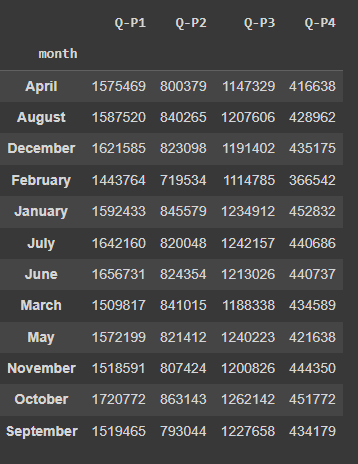 Q-P1 Q-P2 Q-P3 Q-P4
month
April 1575469 800379 1147329 416638
August 1587520 840265 1207606 428962
December 1621585 823098 1191402 435175
February 1443764 719534 1114785 366542
January 1592433 845579 1234912 452832
July 1642160 820048 1242157 440686
June 1656731 824354 1213026 440737
March 1509817 841015 1188338 434589
May 1572199 821412 1240223 421638
November 1518591 807424 1200826 444350
October 1720772 863143 1262142 451772
September 1519465 793044 1227658 434179